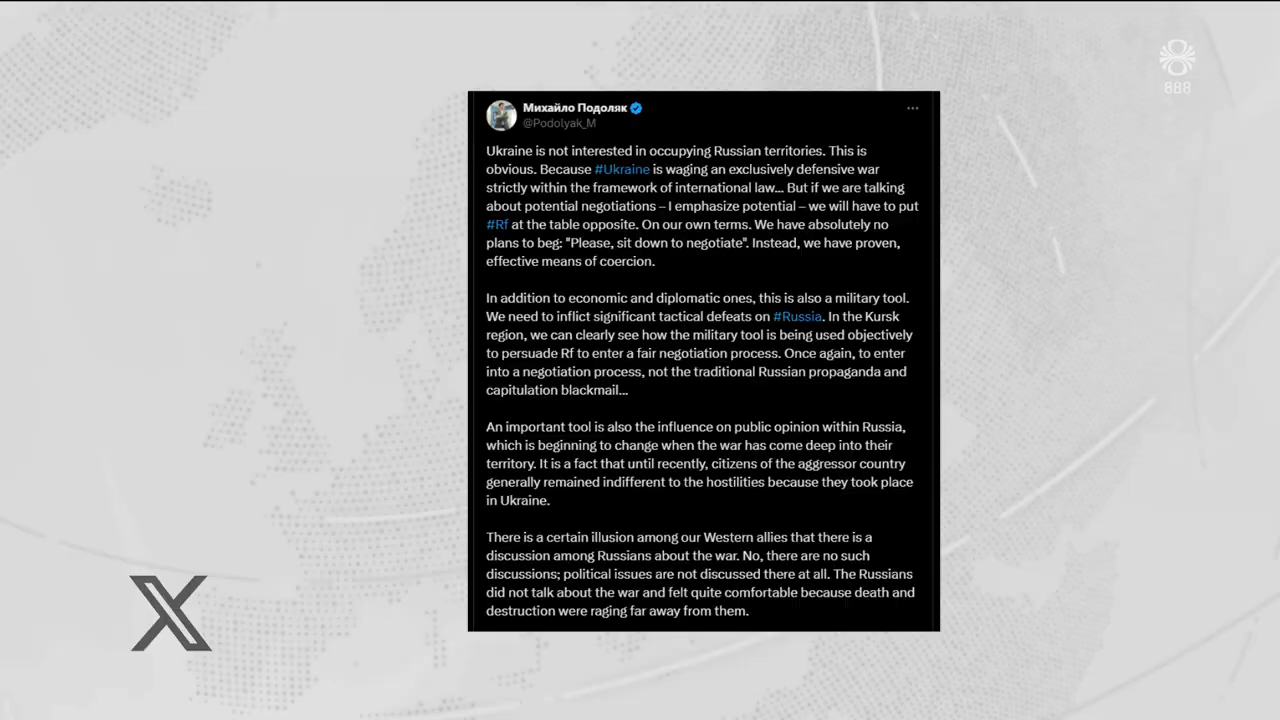 888
Михайло Подоляк
@Podolyak_M
Ukraine is not interested in occupying Russian territories. This is
obvious. Because #Ukraine is waging an exclusively defensive war
strictly within the framework of international law... But if we are talking
about potential negotiations – I emphasize potential – we will have to put
#Rf at the table opposite. On our own terms. We have absolutely no
plans to beg: "Please, sit down to negotiate". Instead, we have proven,
effective means of coercion.
In addition to economic and diplomatic ones, this is also a military tool.
We need to inflict significant tactical defeats on #Russia. In the Kursk
region, we can clearly see how the military tool is being used objectively
to persuade Rf to enter a fair negotiation process. Once again, to enter
into a negotiation process, not the traditional Russian propaganda and
capitulation blackmail...
An important tool is also the influence on public opinion within Russia,
which is beginning to change when the war has come deep into their
territory. It is a fact that until recently, citizens of the aggressor country
generally remained indifferent to the hostilities because they took place
in Ukraine.
There is a certain illusion among our Western allies that there is a
discussion among Russians about the war. No, there are no such
discussions; political issues are not discussed there at all. The Russians
did not talk about the war and felt quite comfortable because death and
destruction were raging far away from them.
X